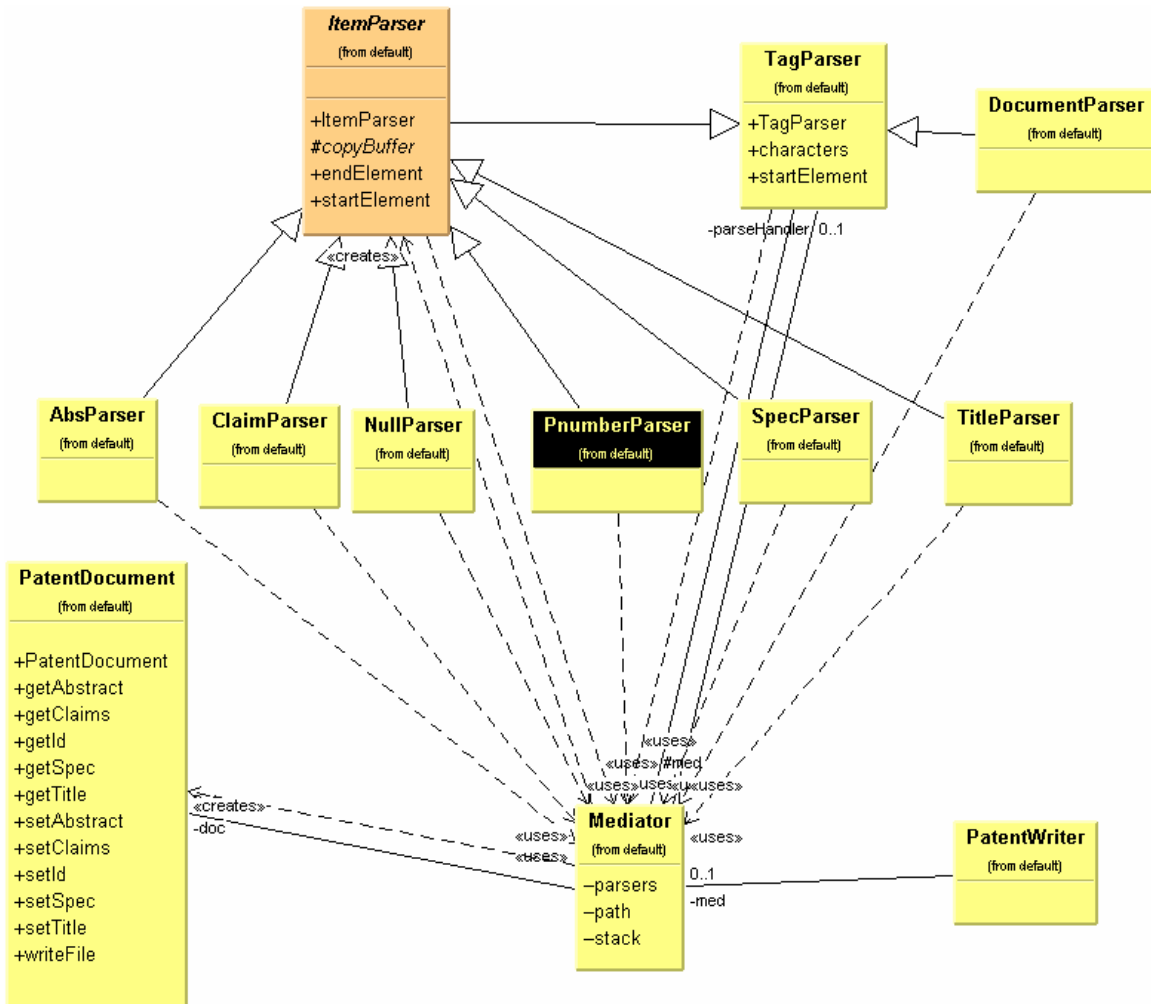 ItemParser
(from default)
+ItemParser
#copyBuffer
+endElement
+startElement
TagParser
(from default)
+TagParser
+characters
+startElement
DocumentParser
(from default)
-parseHandler 0..1
«creates»
AbsParser
(from default)
ClaimParser
(from default)
NullParser
(from default)
PnumberParser
(from default)
SpecParser
(from default)
TitleParser
(from default)
PatentDocument
(from default)
+PatentDocument
+getAbstract
+getClaims
+getId
+getSpec
+getTitle
+setAbstract
+setClaims
+setId
+setSpec
+setTitle
+writeFile
«uses»
«uses» #med
«uses» uses «u «uses»
«creates»
-doc
«uses»
«uses»
«uses»
Mediator
(from default)
–parsers
–path
–stack
0..1
-med
PatentWriter
(from default)